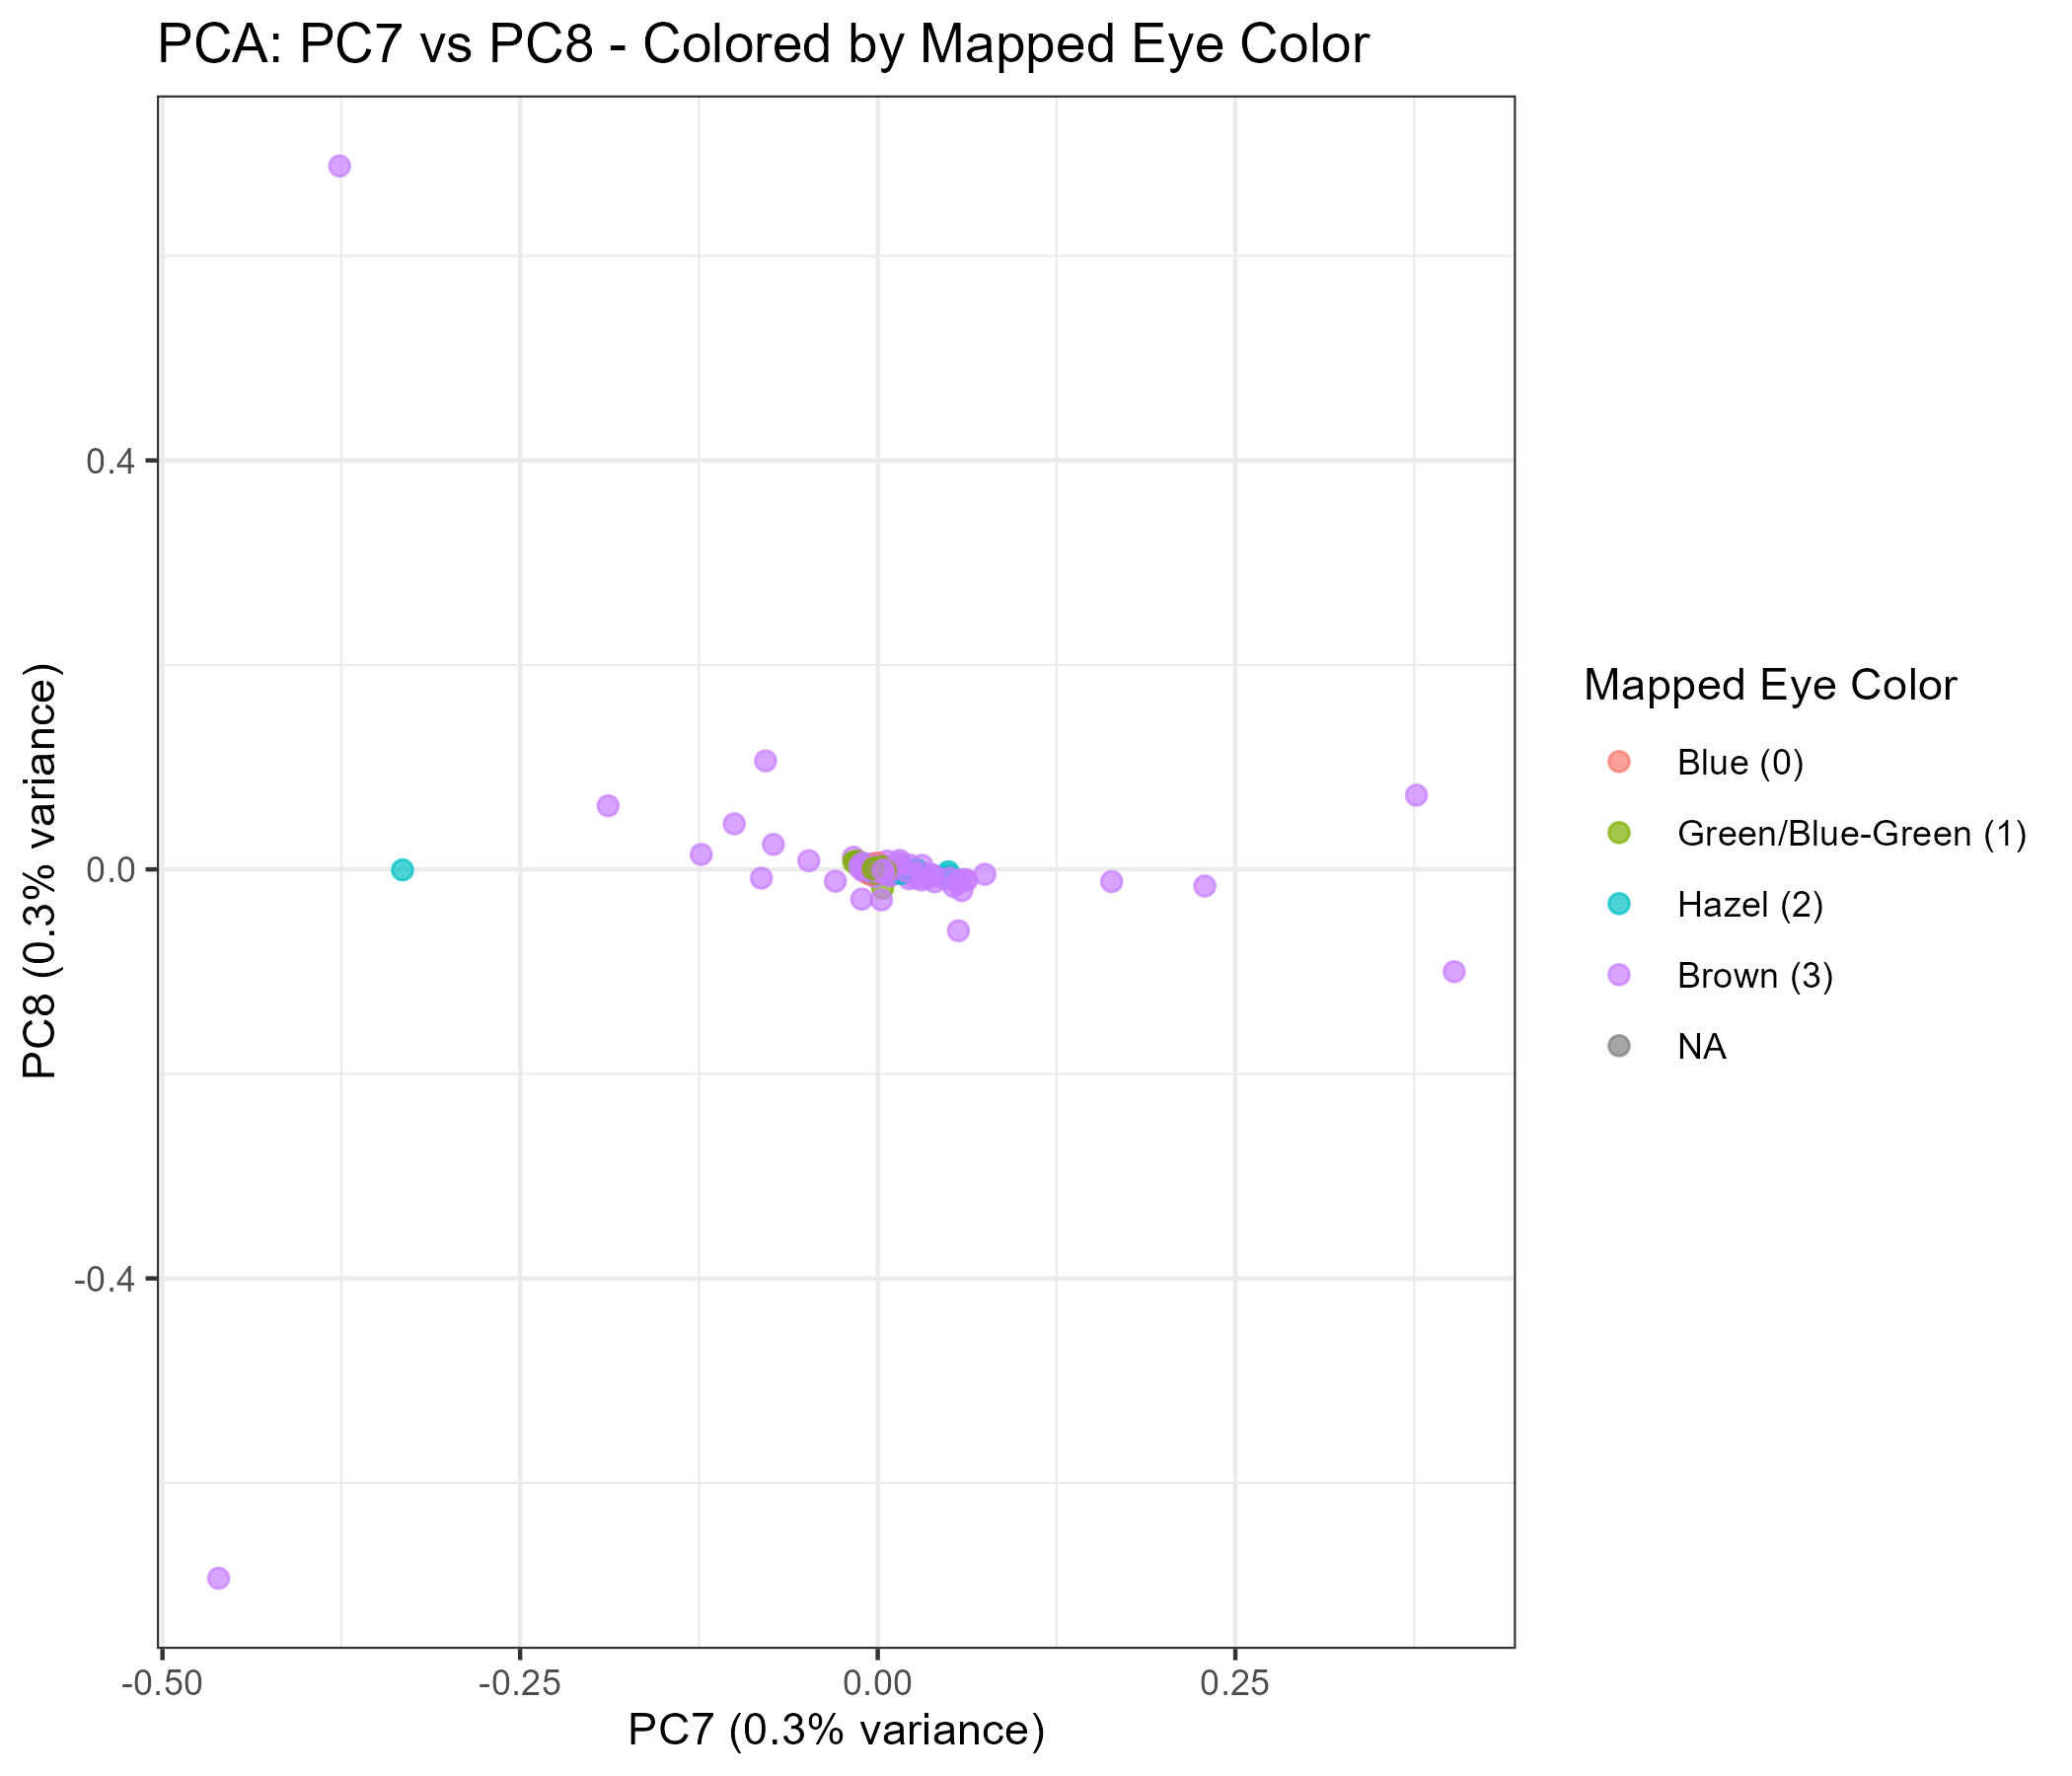 PCA: PC7 vs PC8 - Colored by Mapped Eye Color
PC8 (0.3% variance)
0.4
0.0
-0.4
-0.50
-0.25
0.00
0.25
PC7 (0.3% variance)
Mapped Eye Color
Blue (0)
Green/Blue-Green (1)
Hazel (2)
Brown (3)
NA